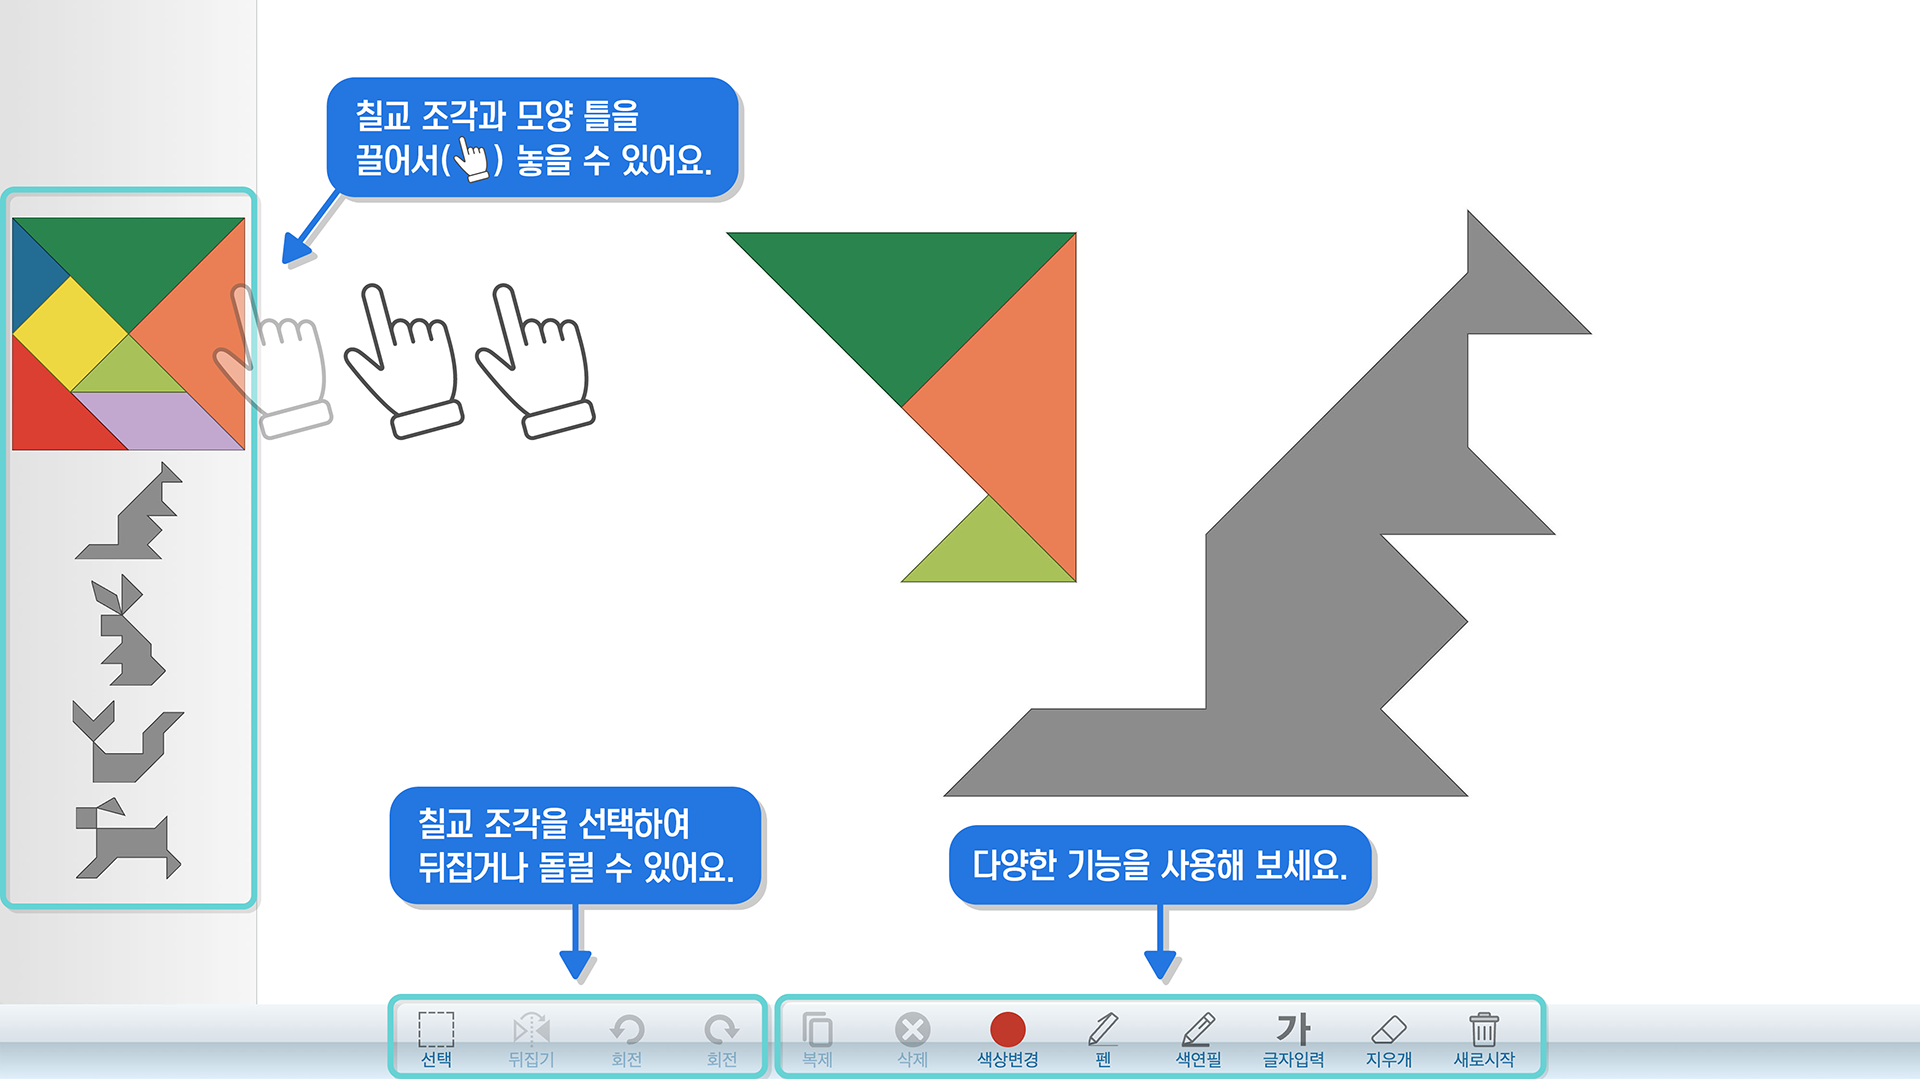 칠교 조각과 모양 틀을
끌어서( ) 놓을 수 있어요.
칠교 조각을 선택하여
뒤집거나 돌릴 수 있어요.
다양한 기능을 사용해 보세요.
선택
뒤집기
회전
회전
복제
삭제
색상변경
펜
색연필
가
글자입력
지우개
새로시작